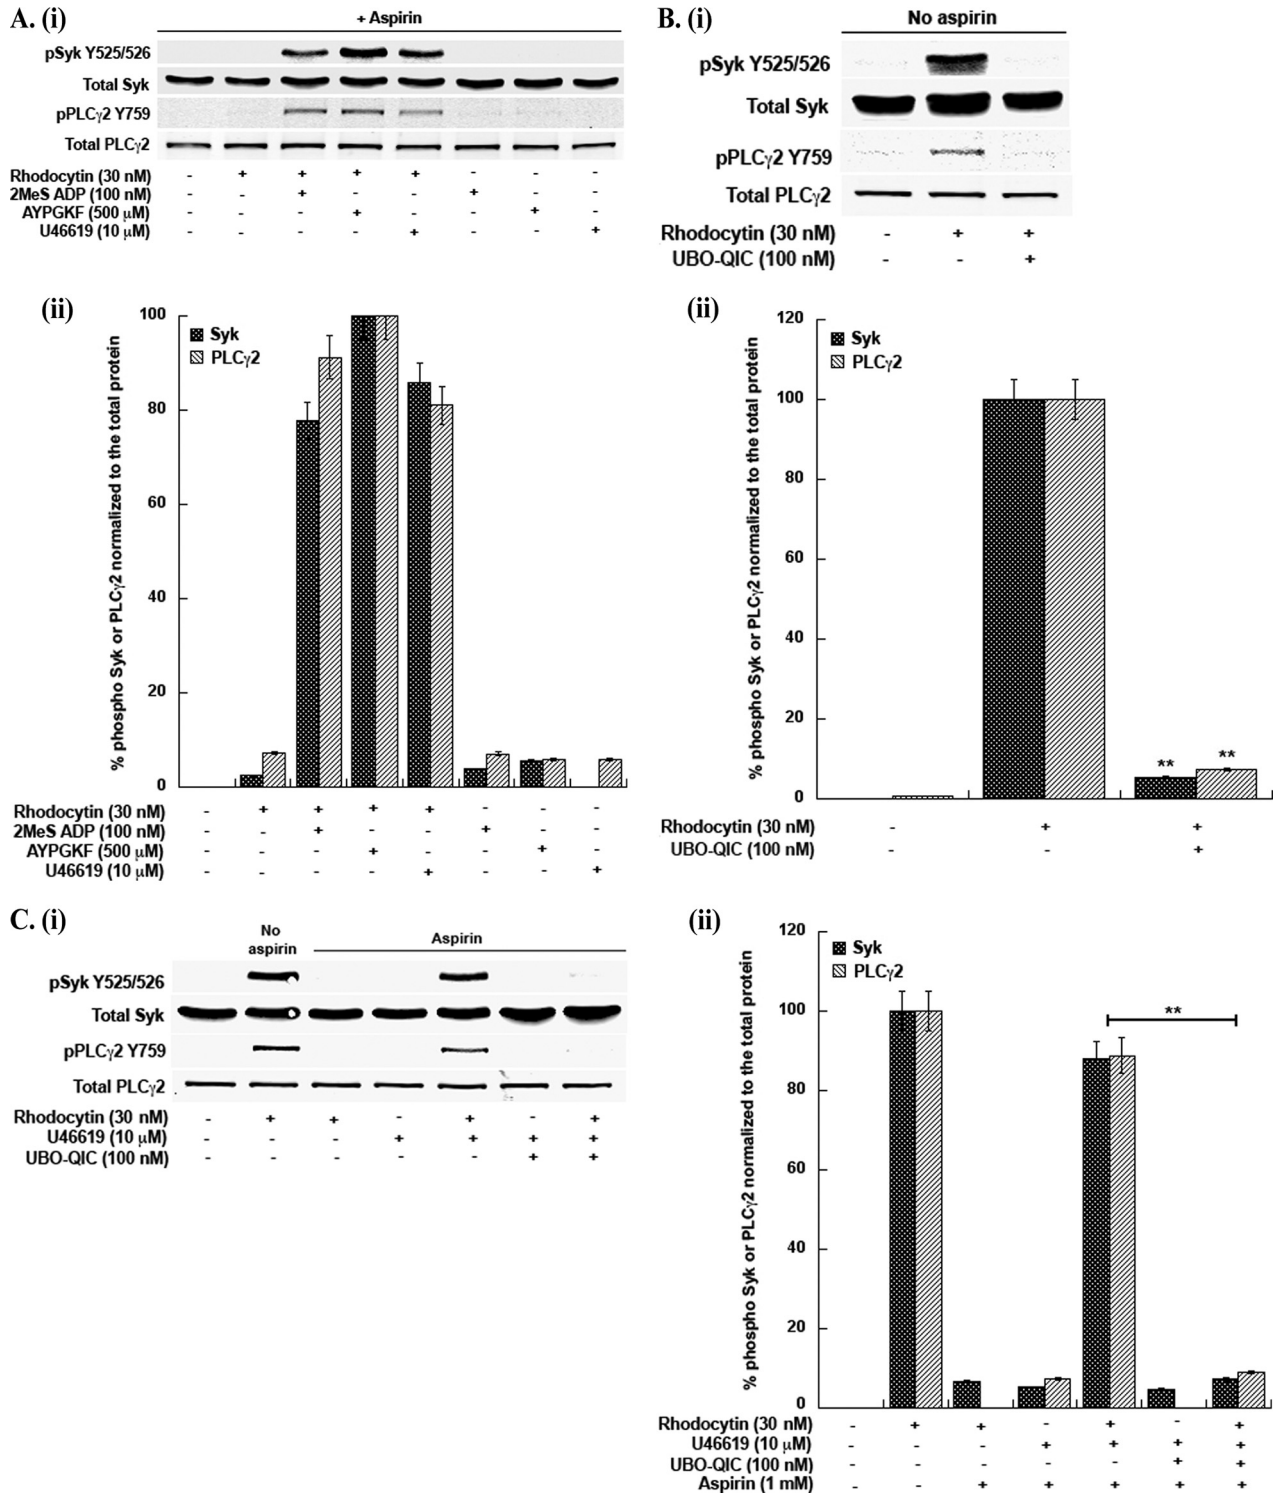 A. (i)
+ Aspirin
pSyk Y525/526
Total Syk
pPLCγ2 Y759
Total PLCγ2
Rhodocytin (30 nM) - + + + + - - -
2MeS ADP (100 nM) - - + - - + - -
AYPGKF (500 μM) - - - + - - + -
U46619 (10 μM) - - - - + - - +
B. (i)
No aspirin
pSyk Y525/526
Total Syk
pPLCγ2 Y759
Total PLCγ2
Rhodocytin (30 nM) - + +
UBO-QIC (100 nM) - - +
(ii)
% phospho Syk or PLCγ2 normalized to the total protein
100
80
60
40
20
0
Syk
PLCγ2
Rhodocytin (30 nM) - + + + + - - -
2MeS ADP (100 nM) - - + - - + - -
AYPGKF (500 μM) - - - + - - + -
U46619 (10 μM) - - - - + - - +
(ii)
% phospho Syk or PLCγ2 normalized to the total protein
120
100
80
60
40
20
0
Syk
PLCγ2
** **
Rhodocytin (30 nM) - + +
UBO-QIC (100 nM) - - +
C. (i)
No
aspirin
Aspirin
pSyk Y525/526
Total Syk
pPLCγ2 Y759
Total PLCγ2
Rhodocytin (30 nM) - + + - + - +
U46619 (10 μM) - - - + + + +
UBO-QIC (100 nM) - - - - - + +
(ii)
% phospho Syk or PLCγ2 normalized to the total protein
120
100
80
60
40
20
0
Syk
PLCγ2
**
Rhodocytin (30 nM) - + + - + - +
U46619 (10 μM) - - - + + + +
UBO-QIC (100 nM) - - - - - + +
Aspirin (1 mM) - - + + + + +